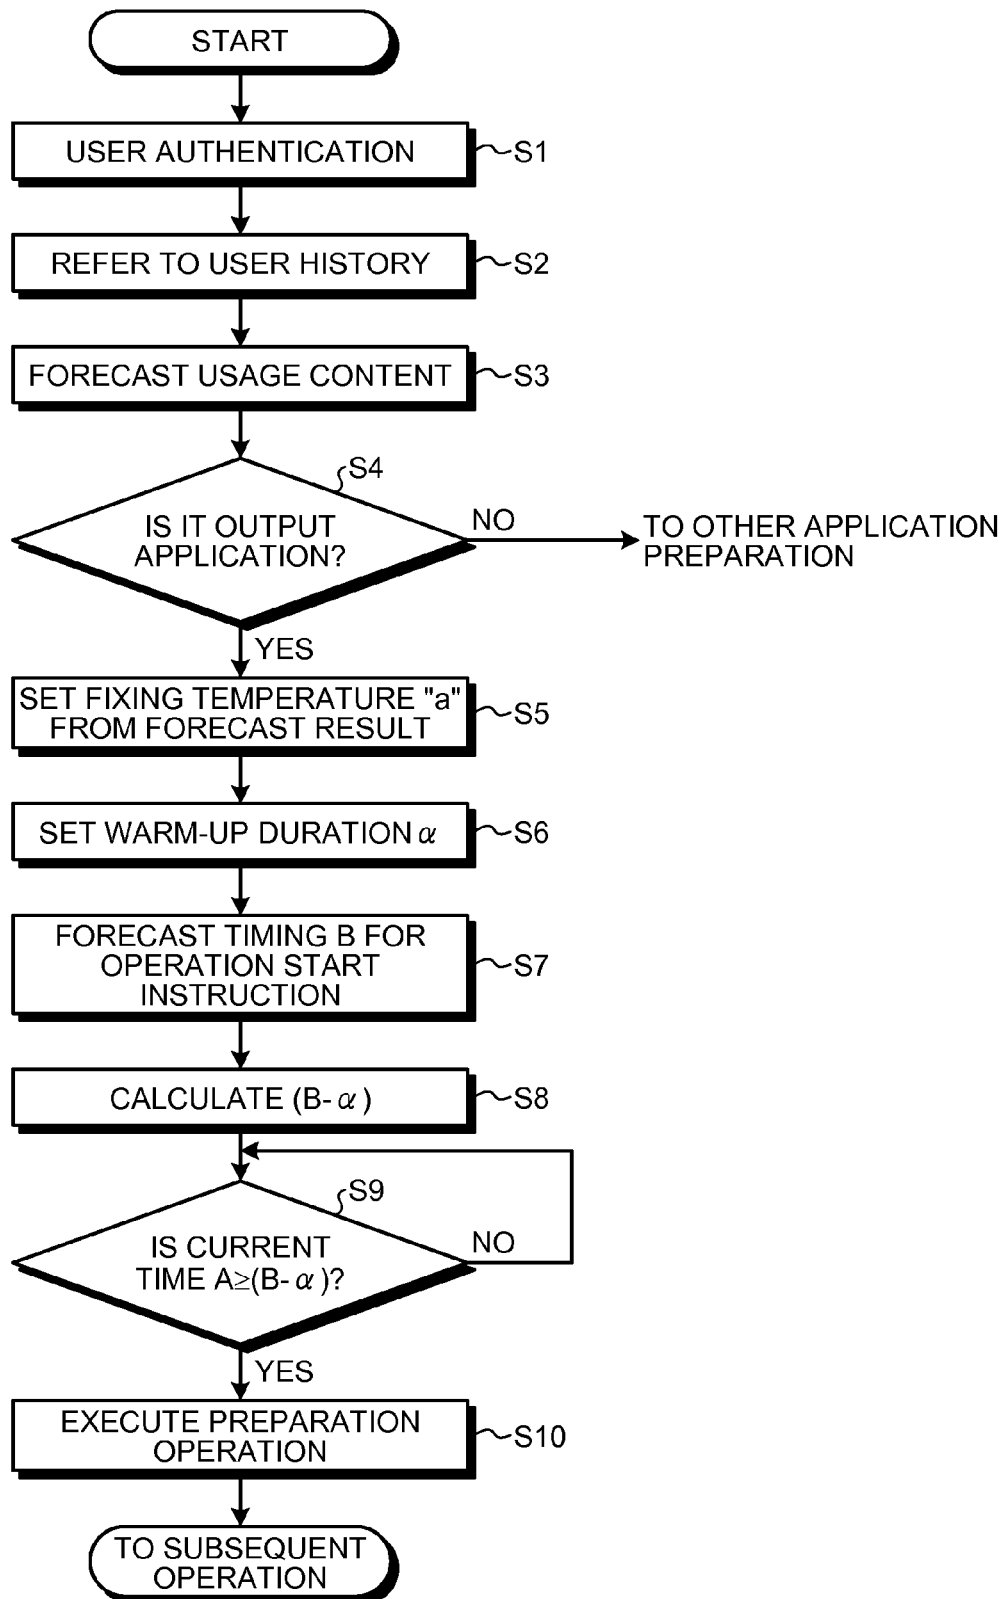 START
USER AUTHENTICATION
S1
REFER TO USER HISTORY
S2
FORECAST USAGE CONTENT
S3
S4
IS IT OUTPUT
APPLICATION?
NO
TO OTHER APPLICATION
PREPARATION
YES
SET FIXING TEMPERATURE "a"
FROM FORECAST RESULT
S5
SET WARM-UP DURATION α
S6
FORECAST TIMING B FOR
OPERATION START
INSTRUCTION
S7
CALCULATE (B-α)
S8
S9
IS CURRENT
TIME A≥(B-α)?
NO
YES
EXECUTE PREPARATION
OPERATION
S10
TO SUBSEQUENT
OPERATION